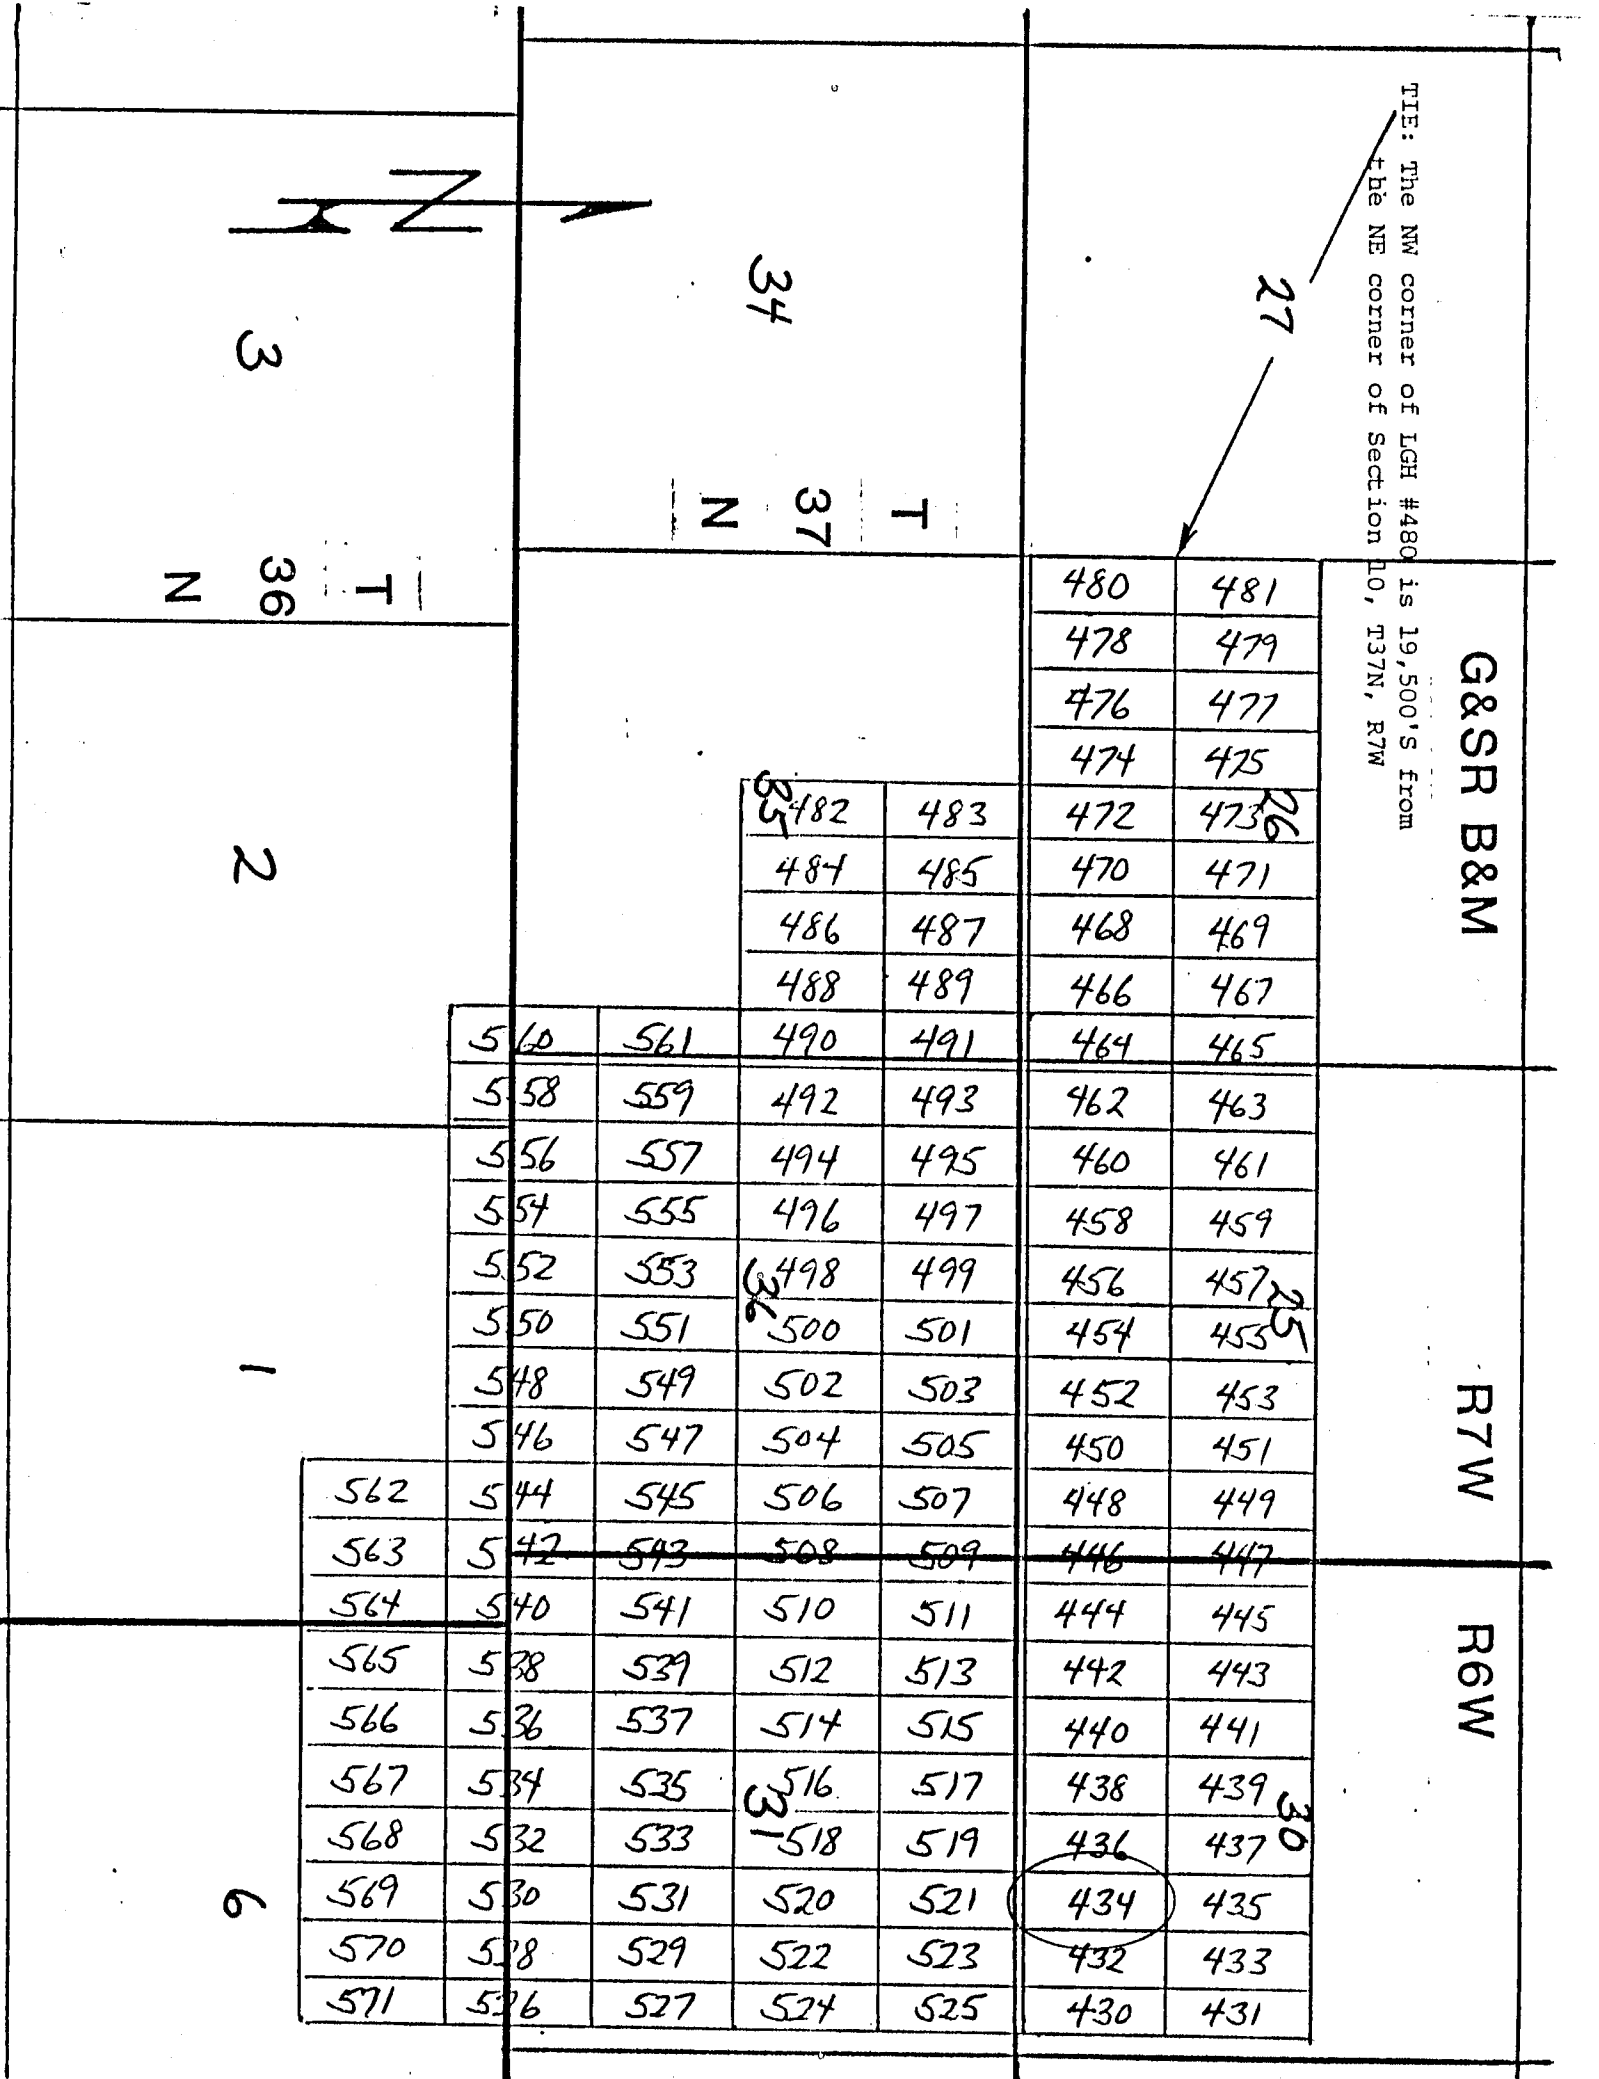 TIE: The NW corner of LGH #480 is 19,500'S from
the NE corner of Section 10, T37N, R7W
G&SR B&M
R7W
R6W
N
27
34
3
T
37
N
T
36
N
480 481
478 479
476 477
474 475
26
35
482 483 472 473
484 485 470 471
486 487 468 469
488 489 466 467
2
560 561 490 491 464 465
558 559 492 493 462 463
556 557 494 495 460 461
554 555 496 497 458 459
36
25
552 553 498 499 456 457
550 551 500 501 454 455
1
548 549 502 503 452 453
546 547 504 505 450 451
562 544 545 506 507 448 449
563 542 543 508 509 446 447
564 540 541 510 511 444 445
565 538 539 512 513 442 443
566 536 537 514 515 440 441
31
30
567 534 535 516 517 438 439
568 532 533 518 519 436 437
6
569 530 531 520 521 434 435
570 528 529 522 523 432 433
571 526 527 524 525 430 431